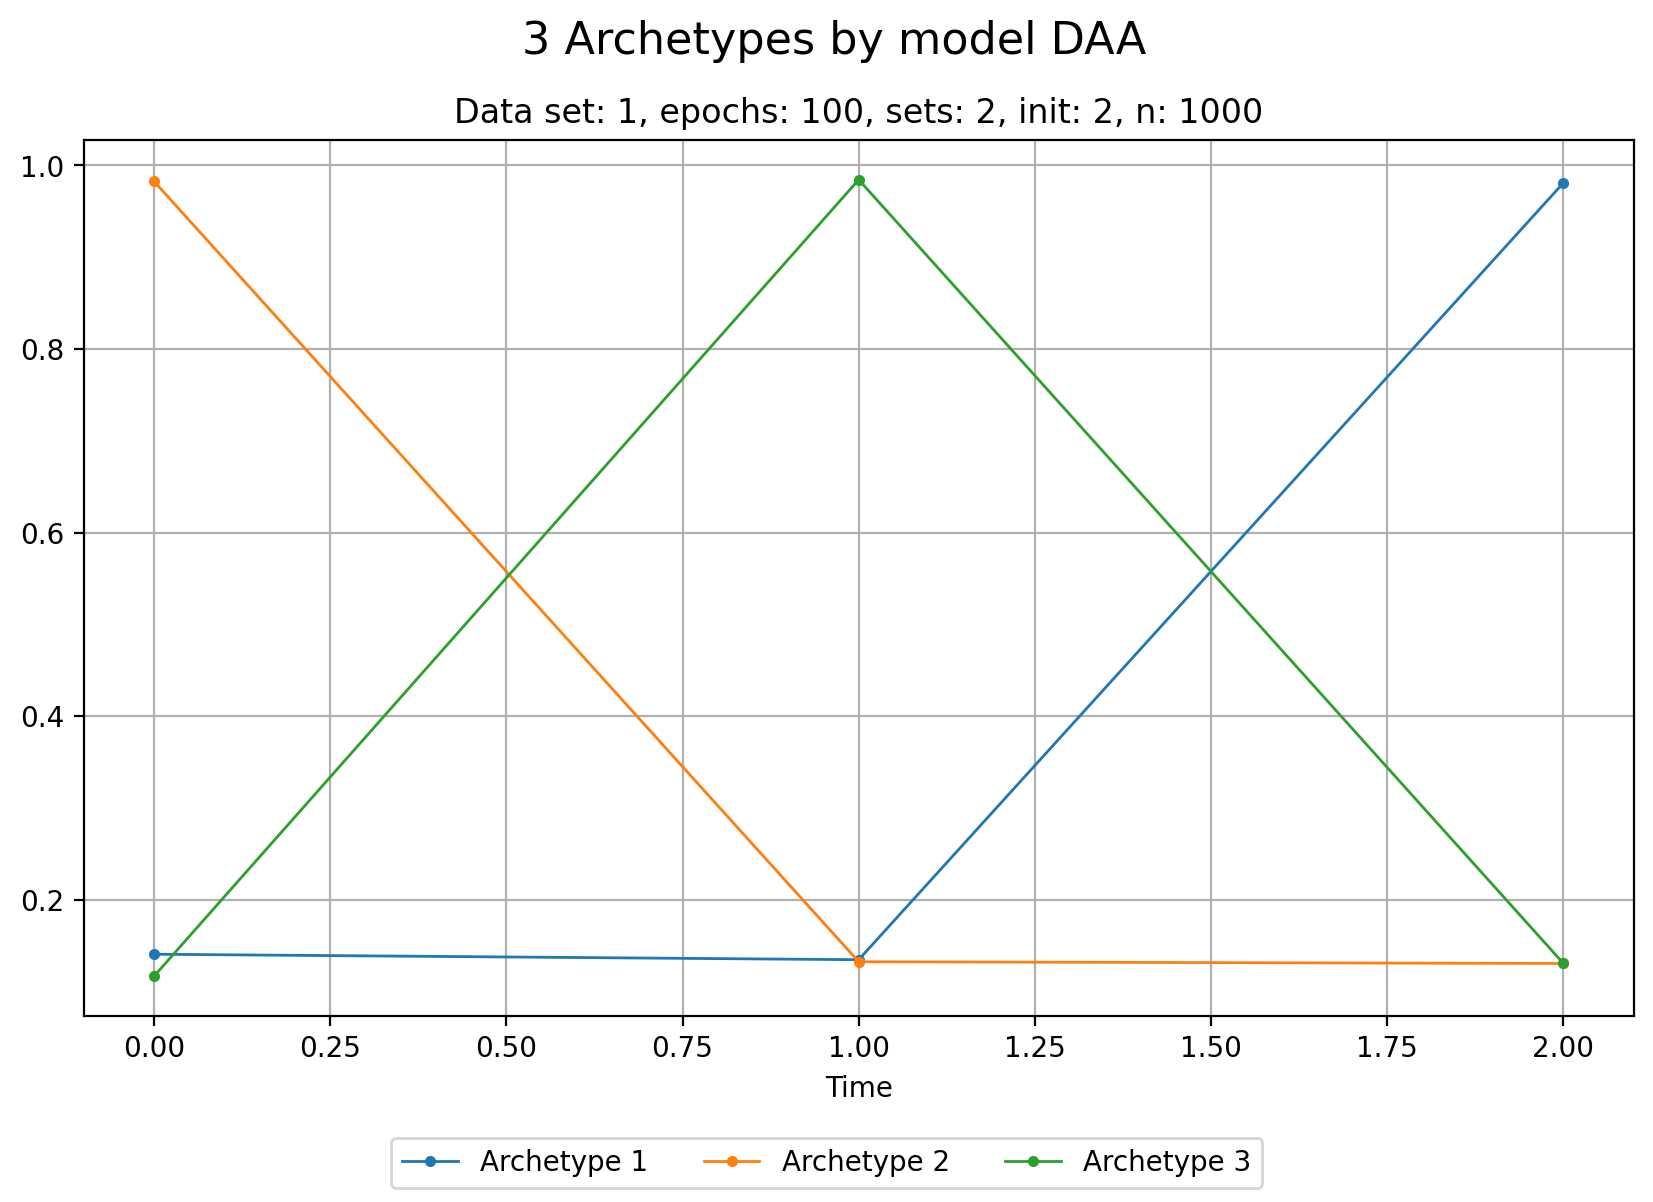 3 Archetypes by model DAA
Data set: 1, epochs: 100, sets: 2, init: 2, n: 1000
1.0
0.8
0.6
0.4
0.2
0.00 0.25 0.50 0.75 1.00 1.25 1.50 1.75 2.00
Time
Archetype 1 Archetype 2 Archetype 3